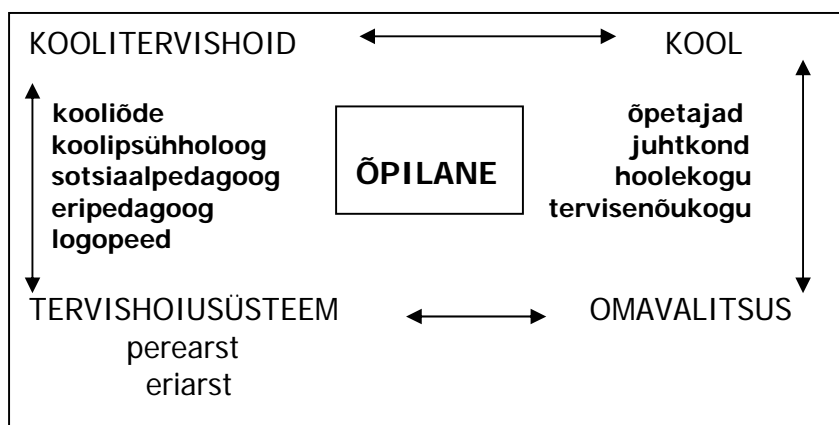 KOOLITERVISHOID
KOOL
kooliõde
koolipsühholoog
sotsiaalpedagoog
eripedagoog
logopeed
ÕPILANE
õpetajad
juhtkond
hoolekogu
tervisenõukogu
TERVISHOIUSÜSTEEM
perearst
eriarst
OMAVALITSUS